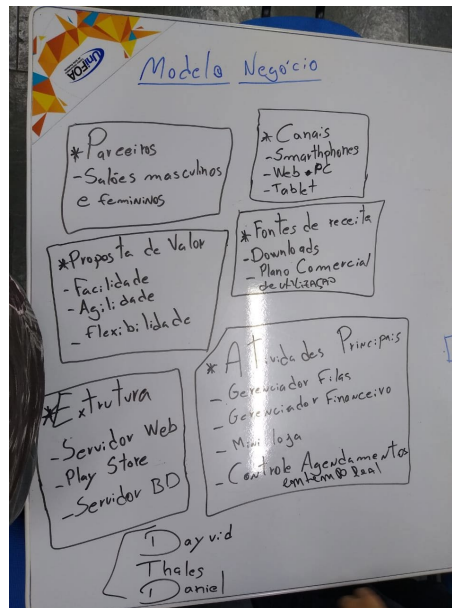 UniFOA
Modelo Negócio
* Parceiros
- Salões masculinos
e femininos
* Canais
- Smarthphones
- Web • PC
- Tablet
* Proposta de Valor
- Facilidade
- Agilidade
- Flexibilidade
* Fontes de receita
- Downloads
- Plano Comercial
de utilização
* Extrutura
- Servidor Web
- Play Store
- Servidor BD
* Atividades Principais
- Gerenciador Filas
- Gerenciador Financeiro
- Mini loja
- Controle Agendamentos
em tempo real
Dayvid
Thales
Daniel